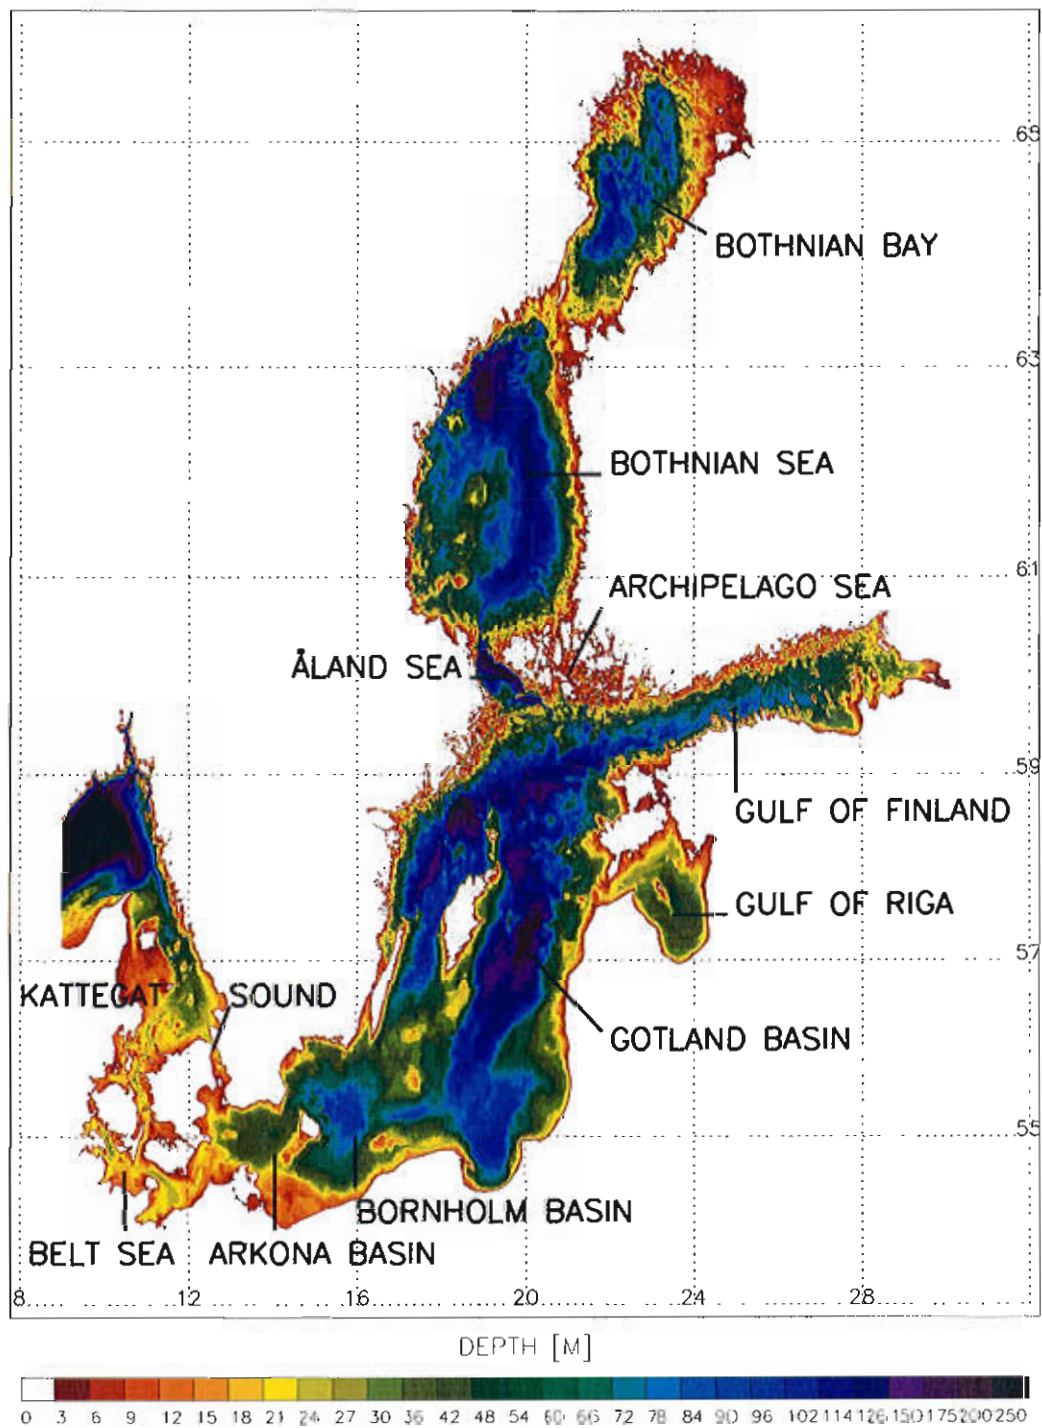 65
BOTHNIAN BAY
63
BOTHNIAN SEA
61
ARCHIPELAGO SEA
ÅLAND SEA
59
GULF OF FINLAND
GULF OF RIGA
57
KATTEGAT
SOUND
GOTLAND BASIN
55
BORNHOLM BASIN
BELT SEA ARKONA BASIN
8 12 16 20 24 28
DEPTH [M]
0 3 6 9 12 15 18 21 24 27 30 36 42 48 54 60 66 72 78 84 90 96 102 114 126 150 175 200 250